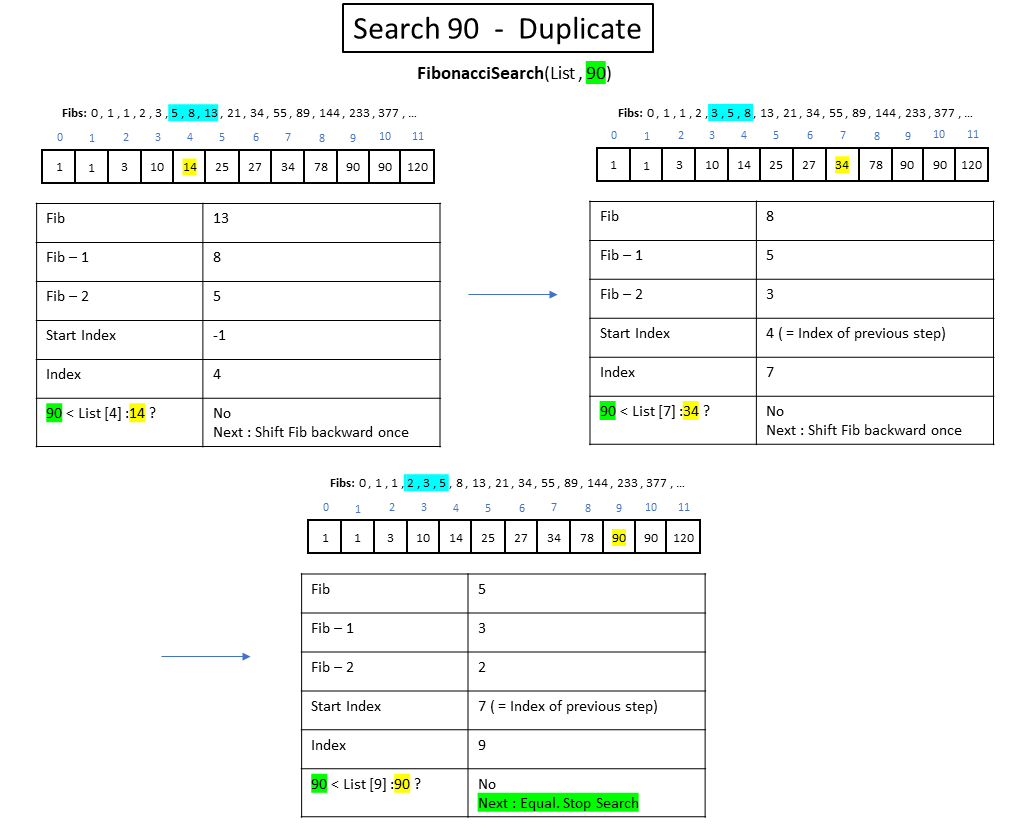 Search 90 - Duplicate
FibonacciSearch(List , 90)
Fibs: 0 , 1 , 1 , 2 , 3 , 5 , 8 , 13 , 21 , 34 , 55 , 89 , 144 , 233 , 377 , ...
0 1 2 3 4 5 6 7 8 9 10 11
1 1 3 10 14 25 27 34 78 90 90 120
Fib 13
Fib – 1 8
Fib – 2 5
Start Index -1
Index 4
90 < List [4] :14 ? No
Next : Shift Fib backward once
Fibs: 0 , 1 , 1 , 2 , 3 , 5 , 8 , 13 , 21 , 34 , 55 , 89 , 144 , 233 , 377 , ...
0 1 2 3 4 5 6 7 8 9 10 11
1 1 3 10 14 25 27 34 78 90 90 120
Fib 8
Fib – 1 5
Fib – 2 3
Start Index 4 ( = Index of previous step)
Index 7
90 < List [7] :34 ? No
Next : Shift Fib backward once
Fibs: 0 , 1 , 1 , 2 , 3 , 5 , 8 , 13 , 21 , 34 , 55 , 89 , 144 , 233 , 377 , ...
0 1 2 3 4 5 6 7 8 9 10 11
1 1 3 10 14 25 27 34 78 90 90 120
Fib 5
Fib – 1 3
Fib – 2 2
Start Index 7 ( = Index of previous step)
Index 9
90 < List [9] :90 ? No
Next : Equal. Stop Search